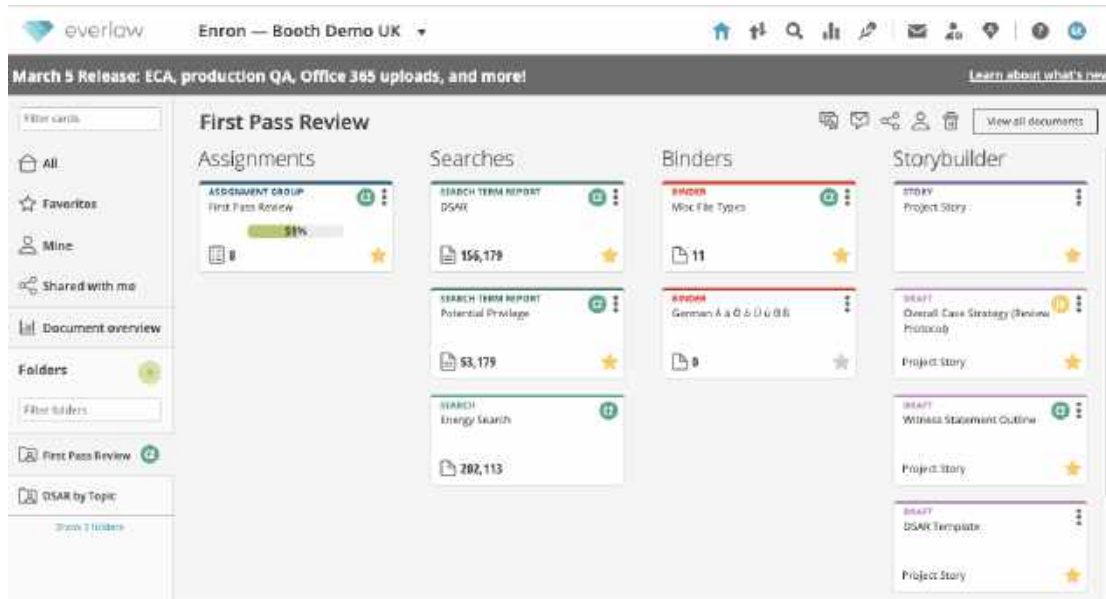 everlaw
Enron — Booth Demo UK
March 5 Release: ECA, production QA, Office 365 uploads, and more!
Learn about what's new
Filter cards
All
Favorites
Mine
Shared with me
Document overview
Folders
Filter folders
First Pass Review
DSAR by Topic
First Pass Review
View all documents
Assignments
ASSIGNMENT GROUP
First Pass Review
Searches
SEARCH TERM REPORT
DSAR
156,179
SEARCH TERM REPORT
Potential Privilege
53,179
SEARCH
Energy Search
202,113
Binders
BINDER
Misc File Types
11
BINDER
German
0
Storybuilder
STORY
Project Story
DRAFT
Overall Case Strategy (Review
Protocol)
Project Story
DRAFT
Witness Statement Outline
Project Story
DRAFT
DSAR Template
Project Story